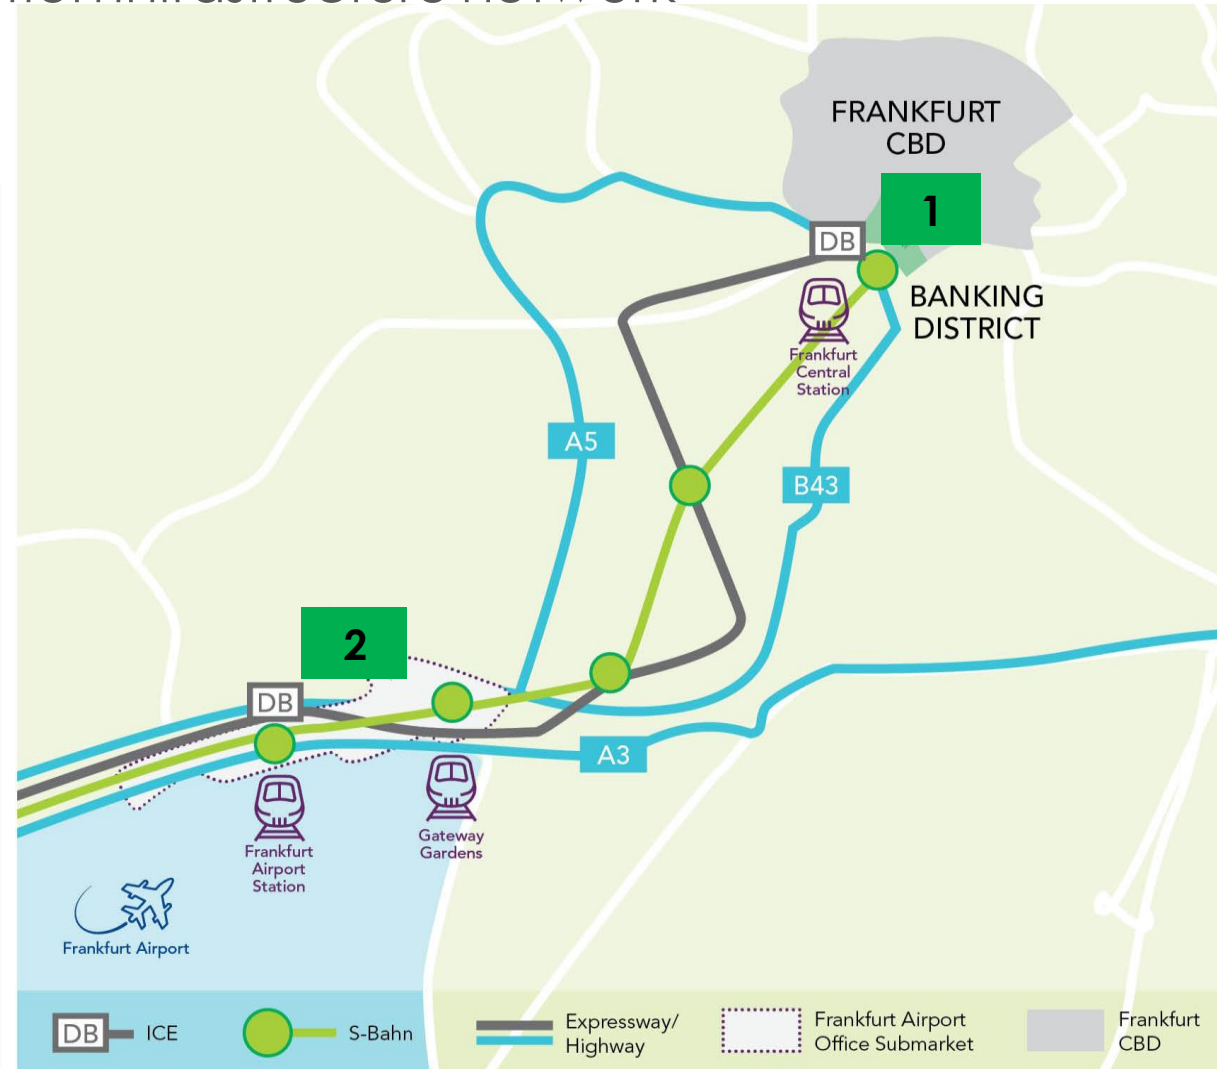 FRANKFURT
CBD
1
DB
BANKING
DISTRICT
Frankfurt
Central
Station
A5
B43
2
DB
A3
Frankfurt
Airport
Station
Gateway
Gardens
Frankfurt Airport
DB
ICE
S-Bahn
Expressway/
Highway
Frankfurt Airport
Office Submarket
Frankfurt
CBD